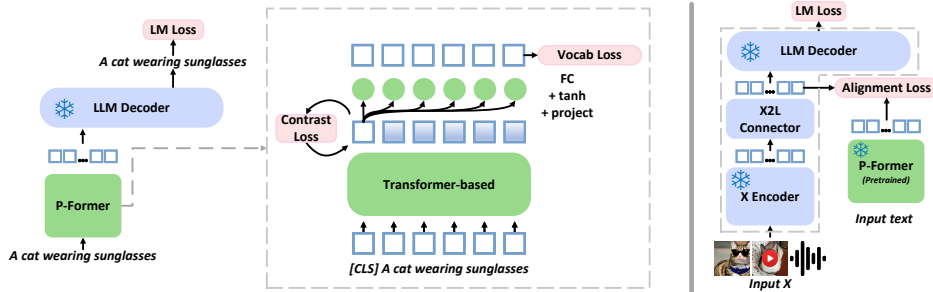 LM Loss
A cat wearing sunglasses
LLM Decoder
...
P-Former
A cat wearing sunglasses
Vocab Loss
FC
+ tanh
+ project
Contrast
Loss
Transformer-based
[CLS] A cat wearing sunglasses
LM Loss
LLM Decoder
...
Alignment Loss
X2L
Connector
...
...
P-Former
(Pretrained)
X Encoder
Input text
Input X